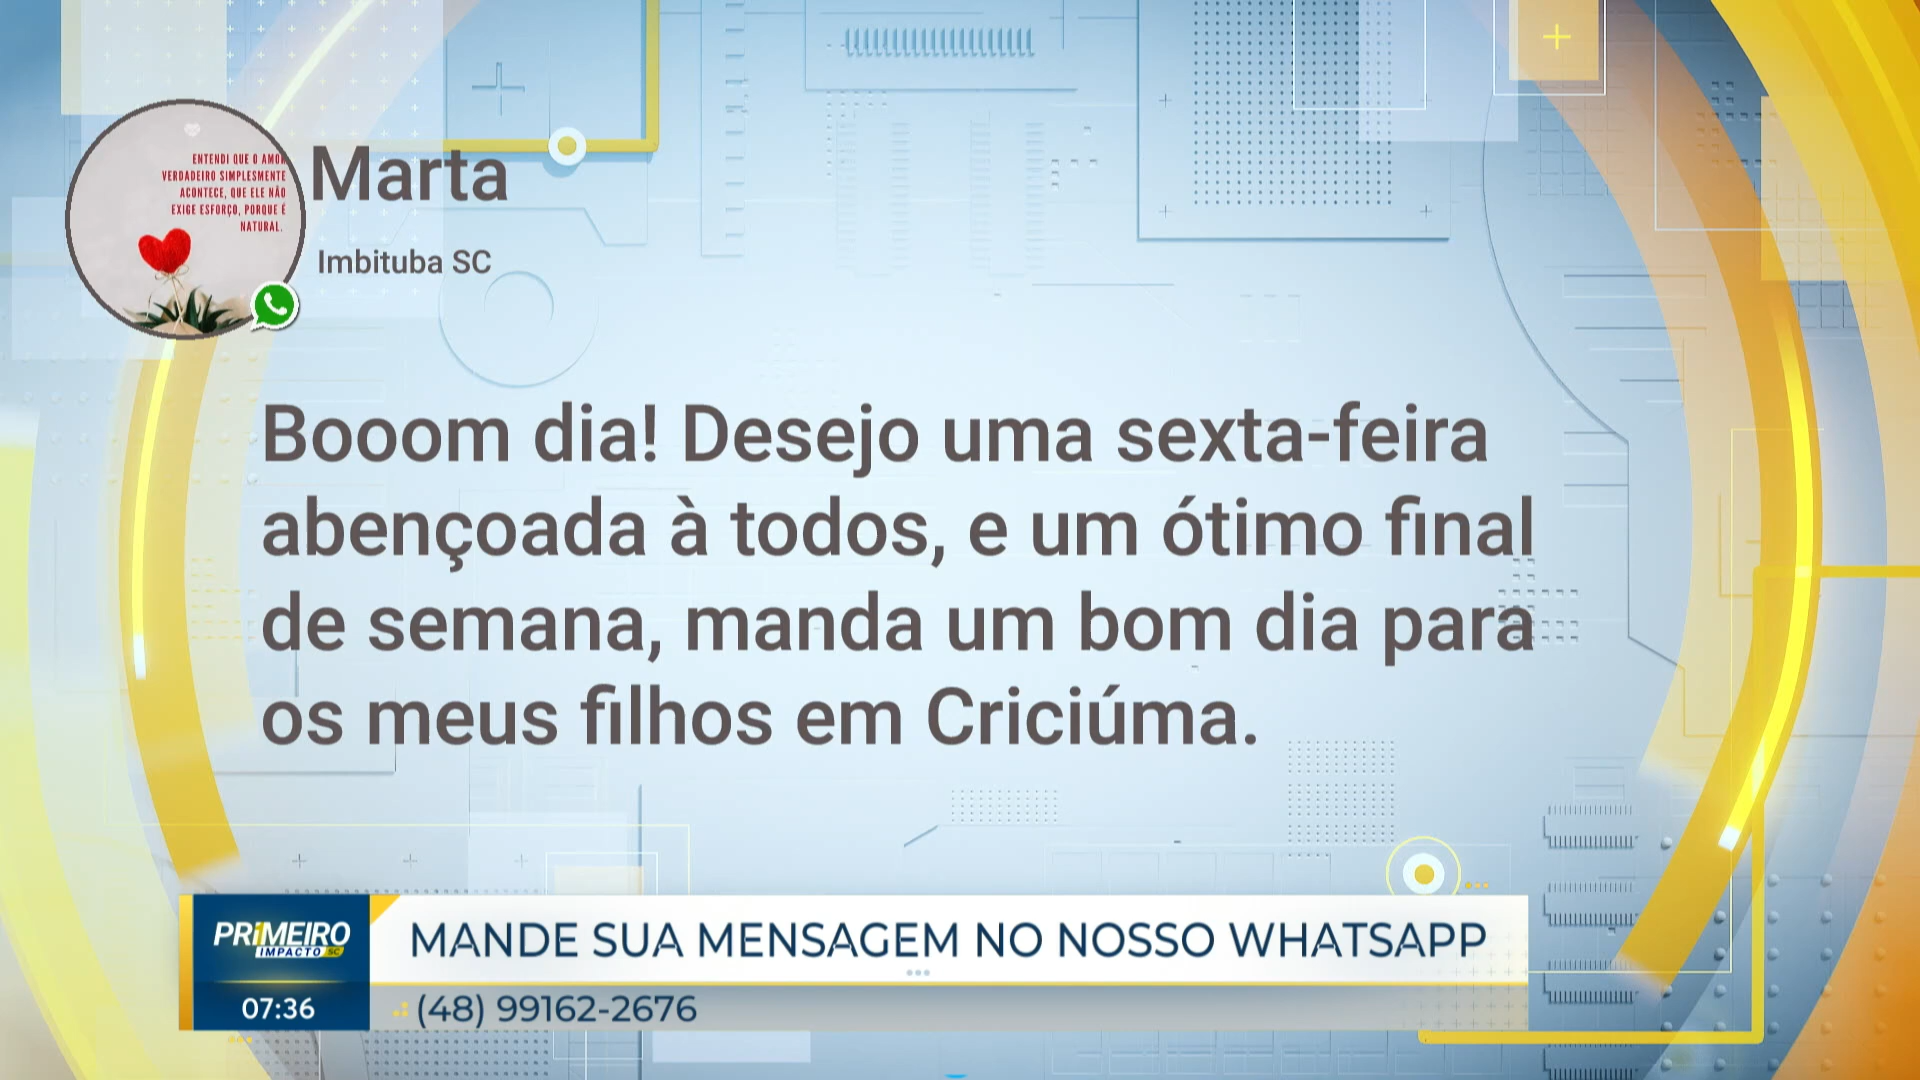 ENTENDI QUE O AMOR
VERDADEIRO SIMPLESMENTE
ACONTECE, QUE ELE NÃO
EXIGE ESFORÇO, PORQUE É
NATURAL.
Marta
Imbituba SC
Booom dia! Desejo uma sexta-feira
abençoada à todos, e um ótimo final
de semana, manda um bom dia para
os meus filhos em Criciúma.
PRiMEIRO
IMPACTO SC
07:36
MANDE SUA MENSAGEM NO NOSSO WHATSAPP
(48) 99162-2676